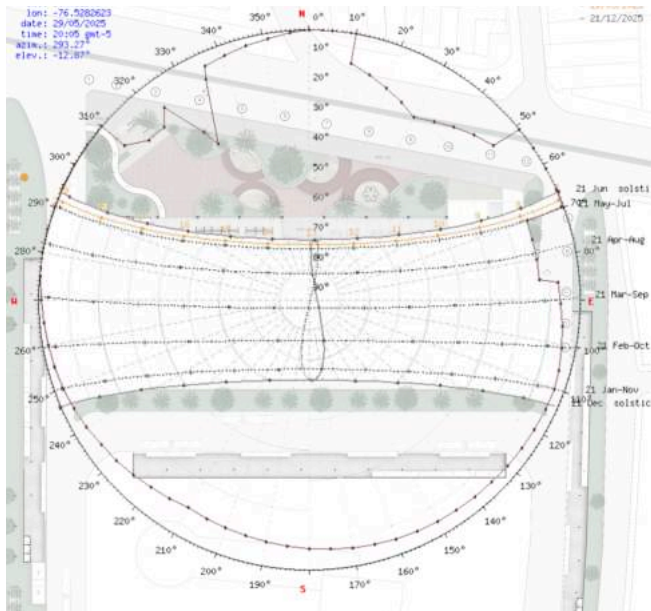 lon: -76.5282623
date: 29/05/2025
time: 20:05 gmt-5
azim.: 293.27°
elev.: -12.87°
21/12/2025
N
0°
10°
20°
30°
40°
50°
60°
70°
80°
90°
10°
20°
30°
40°
50°
60°
70°
80°
100°
110°
120°
130°
140°
150°
160°
170°
S
190°
200°
210°
220°
230°
240°
250°
260°
W
280°
290°
300°
310°
320°
330°
340°
350°
E
21 Jun solsti
21 May-Jul
21 Apr-Aug
21 Mar-Sep
Feb-Oct
21 Jan-Nov
21 Dec solstic